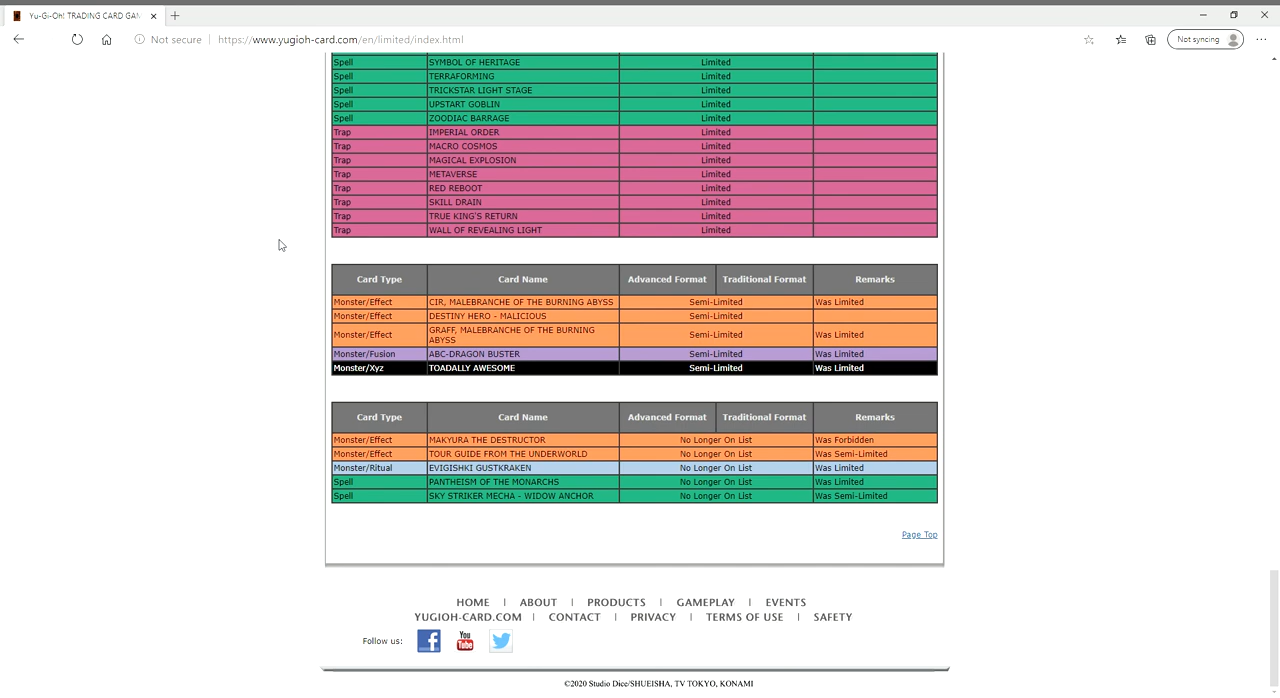 Yu-Gi-Oh! TRADING CARD GAM
Not secure | https://www.yugioh-card.com/en/limited/index.html
Not syncing
Spell SYMBOL OF HERITAGE Limited
Spell TERRAFORMING Limited
Spell TRICKSTAR LIGHT STAGE Limited
Spell UPSTART GOBLIN Limited
Spell ZOODIAC BARRAGE Limited
Trap IMPERIAL ORDER Limited
Trap MACRO COSMOS Limited
Trap MAGICAL EXPLOSION Limited
Trap METAVERSE Limited
Trap RED REBOOT Limited
Trap SKILL DRAIN Limited
Trap TRUE KING'S RETURN Limited
Trap WALL OF REVEALING LIGHT Limited
Card Type Card Name Advanced Format Traditional Format Remarks
Monster/Effect CIR, MALEBRANCHE OF THE BURNING ABYSS Semi-Limited Was Limited
Monster/Effect DESTINY HERO - MALICIOUS Semi-Limited
Monster/Effect GRAFF, MALEBRANCHE OF THE BURNING ABYSS Semi-Limited Was Limited
Monster/Fusion ABC-DRAGON BUSTER Semi-Limited Was Limited
Monster/Xyz TOADALLY AWESOME Semi-Limited Was Limited
Card Type Card Name Advanced Format Traditional Format Remarks
Monster/Effect MAKYURA THE DESTRUCTOR No Longer On List Was Forbidden
Monster/Effect TOUR GUIDE FROM THE UNDERWORLD No Longer On List Was Semi-Limited
Monster/Ritual EVIGISHKI GUSTKRAKEN No Longer On List Was Limited
Spell PANTHEISM OF THE MONARCHS No Longer On List Was Limited
Spell SKY STRIKER MECHA - WIDOW ANCHOR No Longer On List Was Semi-Limited
Page Top
HOME | ABOUT | PRODUCTS | GAMEPLAY | EVENTS
YUGIOH-CARD.COM | CONTACT | PRIVACY | TERMS OF USE | SAFETY
Follow us: f You Tube
©2020 Studio Dice/SHUEISHA, TV TOKYO, KONAMI